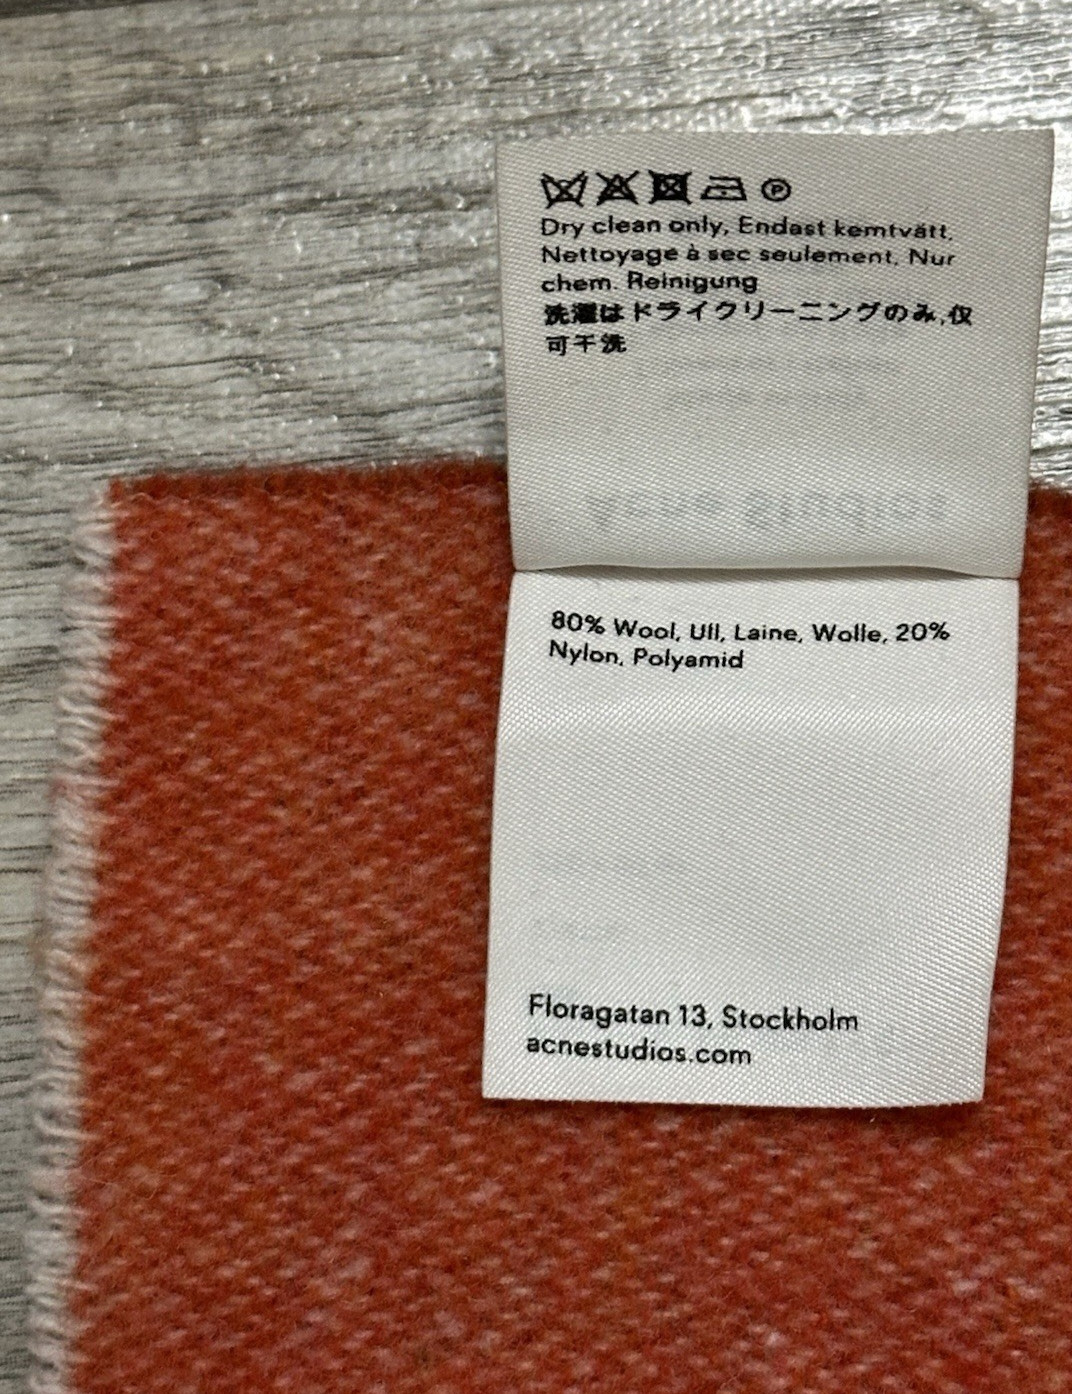 Dry clean only, Endast kemtvätt,
Nettoyage à sec seulement, Nur
chem. Reinigung
洗濯はドライクリーニングのみ,仅
可干洗
Acne Studios
80% Wool, Ull, Laine, Wolle, 20%
Nylon, Polyamid
Floragatan 13, Stockholm
acnestudios.com